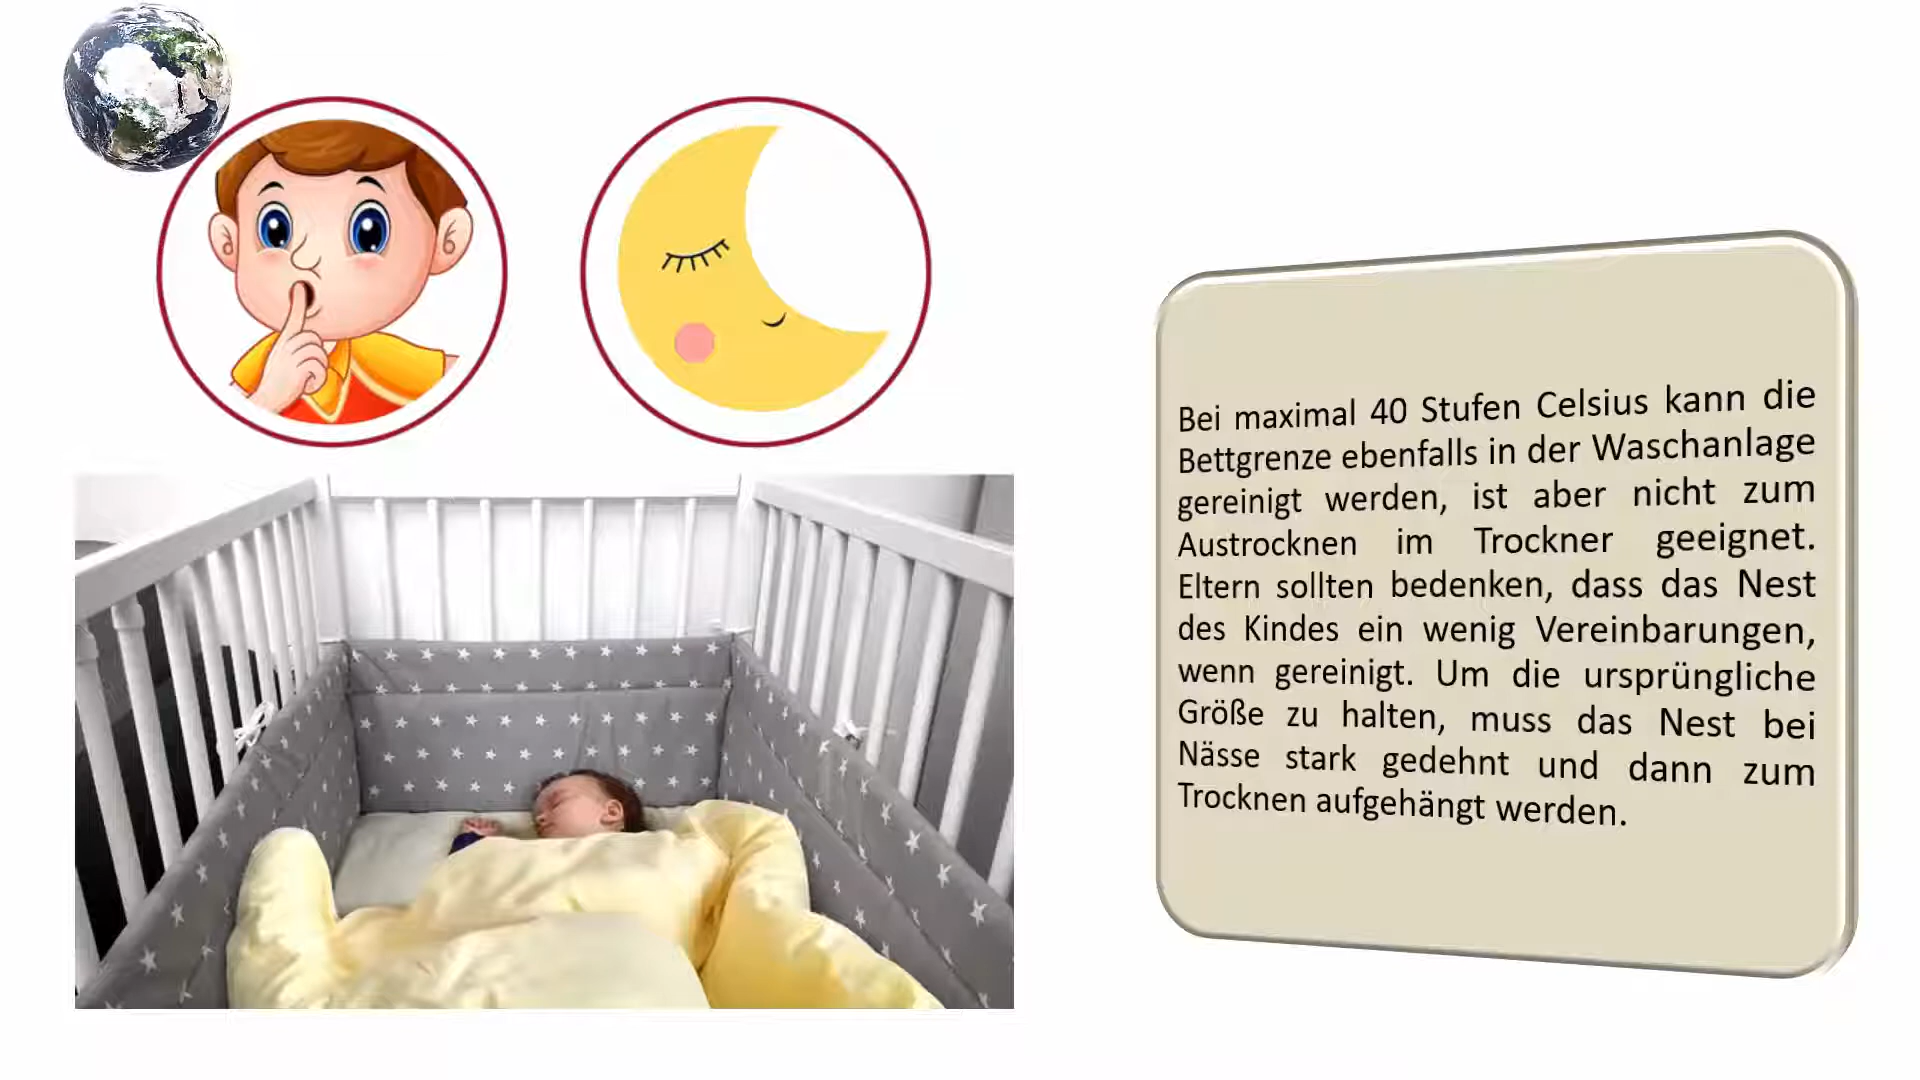 Bei maximal 40 Stufen Celsius kann die
Bettgrenze ebenfalls in der Waschanlage
gereinigt werden, ist aber nicht zum
Austrocknen im Trockner geeignet.
Eltern sollten bedenken, dass das Nest
des Kindes ein wenig Vereinbarungen,
wenn gereinigt. Um die ursprüngliche
Größe zu halten, muss das Nest bei
Nässe stark gedehnt und dann zum
Trocknen aufgehängt werden.